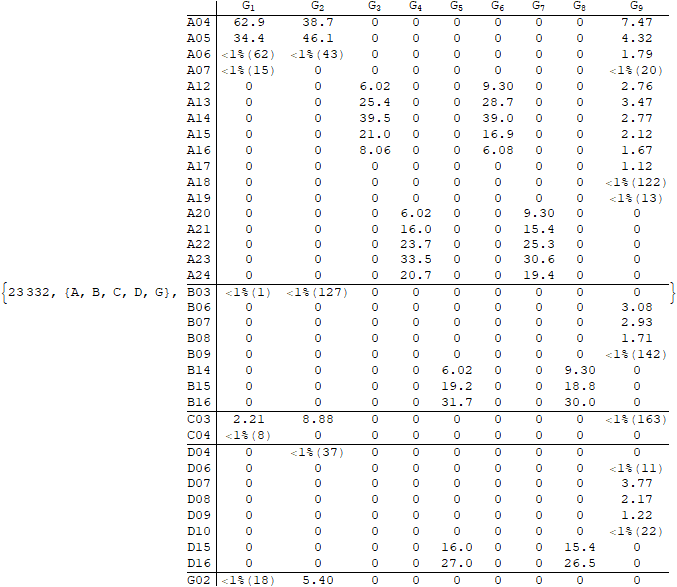 G₁ G₂ G₃ G₄ G₅ G₆ G₇ G₈ G₉
A04 62.9 38.7 0 0 0 0 0 0 7.47
A05 34.4 46.1 0 0 0 0 0 0 4.32
A06 <1%(62) <1%(43) 0 0 0 0 0 0 1.79
A07 <1%(15) 0 0 0 0 0 0 0 <1%(20)
A12 0 0 6.02 0 0 9.30 0 0 2.76
A13 0 0 25.4 0 0 28.7 0 0 3.47
A14 0 0 39.5 0 0 39.0 0 0 2.77
A15 0 0 21.0 0 0 16.9 0 0 2.12
A16 0 0 8.06 0 0 6.08 0 0 1.67
A17 0 0 0 0 0 0 0 0 1.12
A18 0 0 0 0 0 0 0 0 <1%(122)
A19 0 0 0 0 0 0 0 0 <1%(13)
A20 0 0 0 6.02 0 0 9.30 0 0
A21 0 0 0 16.0 0 0 15.4 0 0
A22 0 0 0 23.7 0 0 25.3 0 0
A23 0 0 0 33.5 0 0 30.6 0 0
A24 0 0 0 20.7 0 0 19.4 0 0
{23332, {A, B, C, D, G}, B03 <1%(1) <1%(127) 0 0 0 0 0 0 0 }
B06 0 0 0 0 0 0 0 0 3.08
B07 0 0 0 0 0 0 0 0 2.93
B08 0 0 0 0 0 0 0 0 1.71
B09 0 0 0 0 0 0 0 0 <1%(142)
B14 0 0 0 0 6.02 0 0 9.30 0
B15 0 0 0 0 19.2 0 0 18.8 0
B16 0 0 0 0 31.7 0 0 30.0 0
C03 2.21 8.88 0 0 0 0 0 0 <1%(163)
C04 <1%(8) 0 0 0 0 0 0 0 0
D04 0 <1%(37) 0 0 0 0 0 0 0
D06 0 0 0 0 0 0 0 0 <1%(11)
D07 0 0 0 0 0 0 0 0 3.77
D08 0 0 0 0 0 0 0 0 2.17
D09 0 0 0 0 0 0 0 0 1.22
D10 0 0 0 0 0 0 0 0 <1%(22)
D15 0 0 0 0 16.0 0 0 15.4 0
D16 0 0 0 0 27.0 0 0 26.5 0
G02 <1%(18) 5.40 0 0 0 0 0 0 0